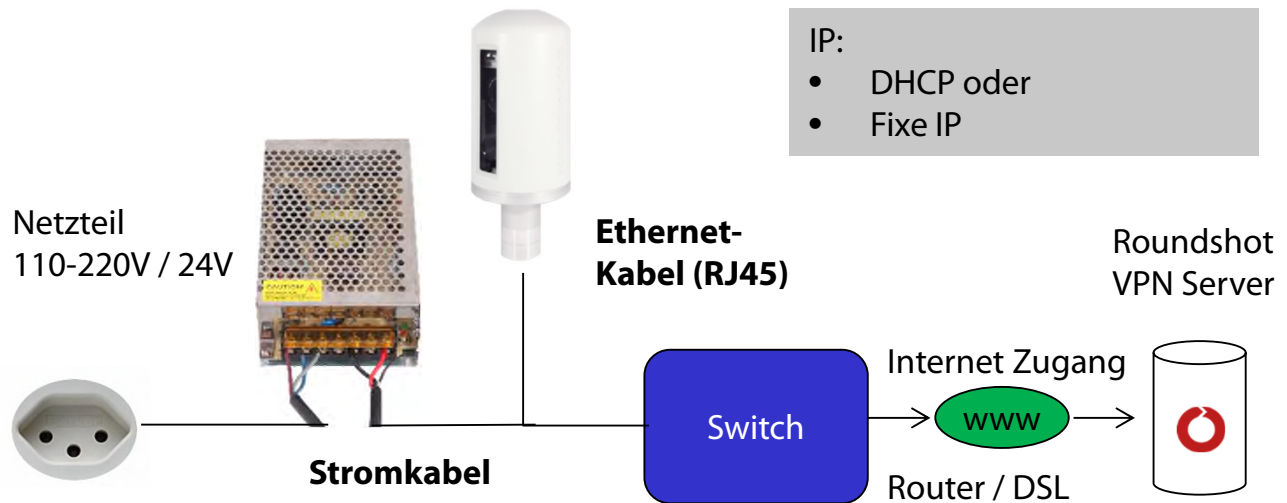 IP:
• DHCP oder
• Fixe IP
Netzteil
110-220V / 24V
Ethernet-
Kabel (RJ45)
Roundshot
VPN Server
CAUTION
Internet Zugang
Switch
www
Stromkabel
Router / DSL